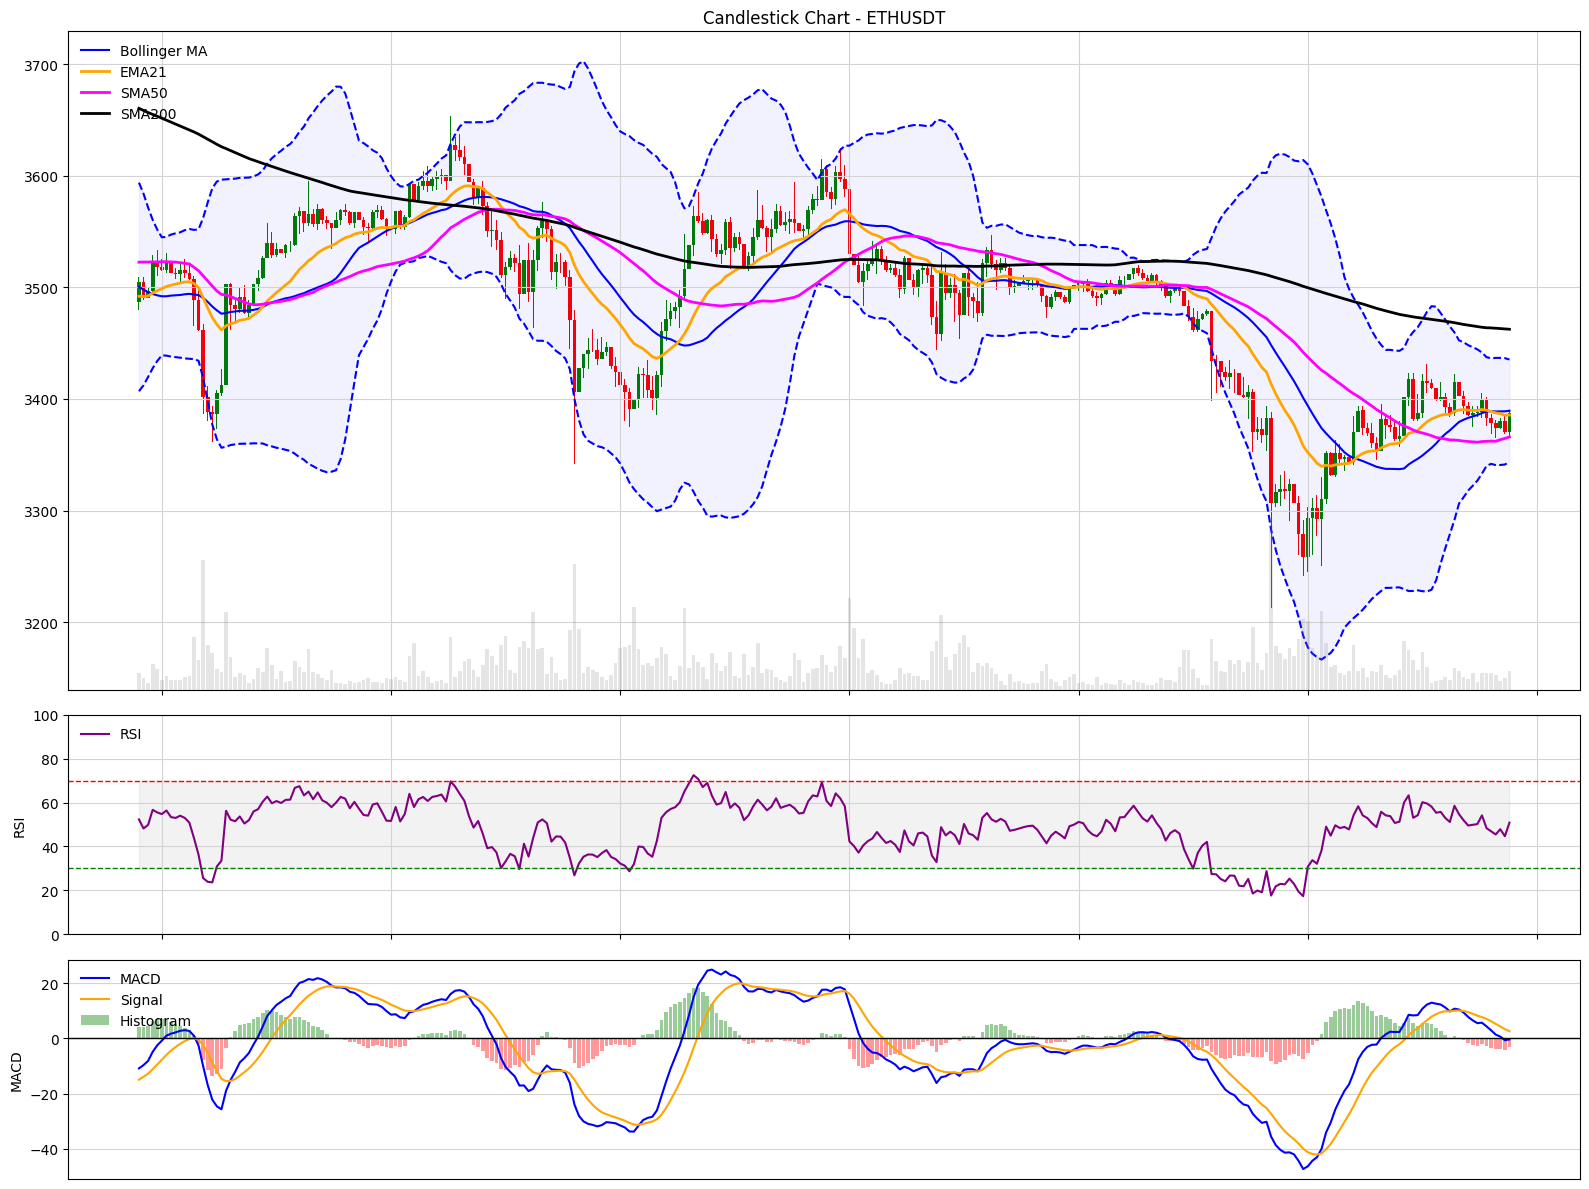 Candlestick Chart - ETHUSDT
Bollinger MA
EMA21
SMA50
SMA200
3700
3600
3500
3400
3300
3200
RSI
100
80
60
40
20
0
RSI
MACD
Signal
Histogram
20
0
−20
−40
MACD